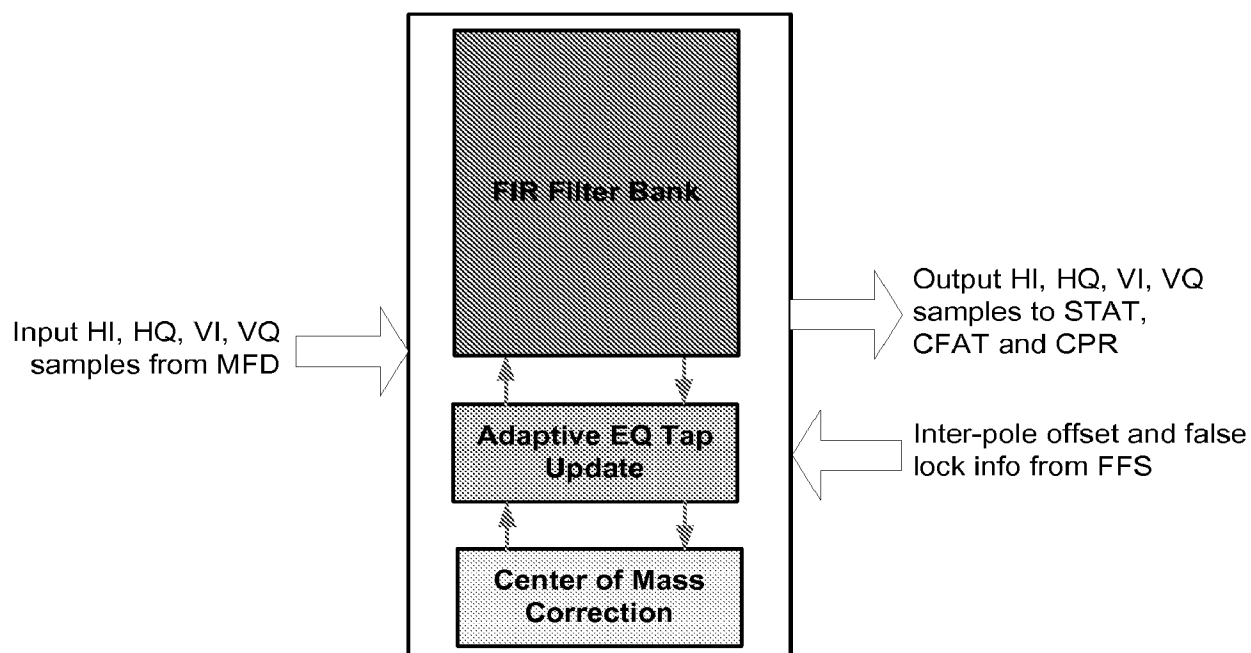 FIR Filter Bank
Input HI, HQ, VI, VQ
samples from MFD
Output HI, HQ, VI, VQ
samples to STAT,
CFAT and CPR
Adaptive EQ Tap
Update
Inter-pole offset and false
lock info from FFS
Center of Mass
Correction